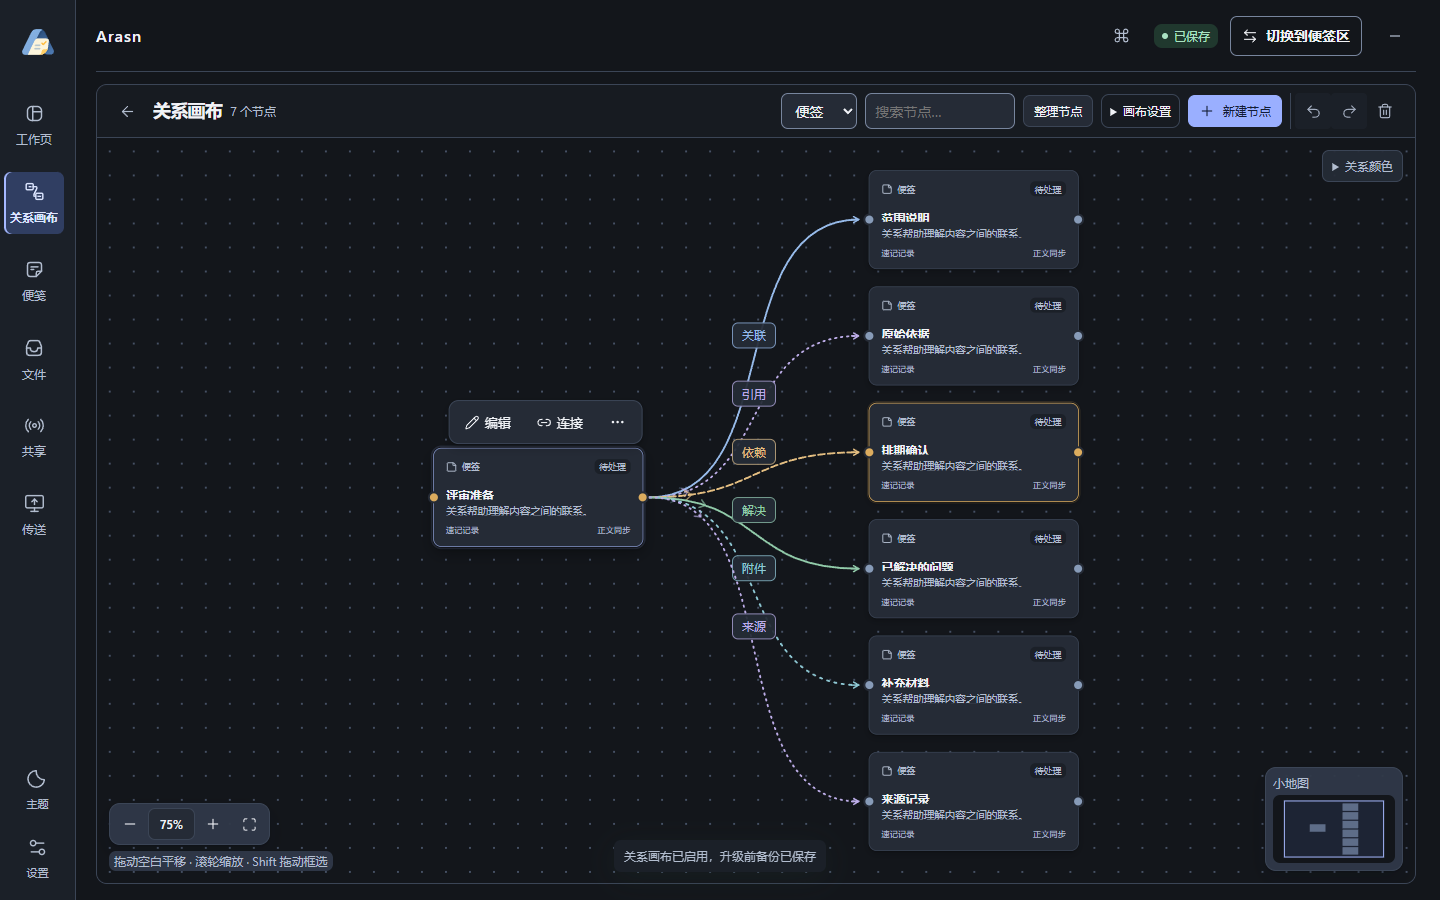 Arasn
已保存
切换到便签区
工作页
关系画布
便笺
文件
共享
传送
主题
设置
关系画布 7 个节点
便签
搜索节点...
整理节点
画布设置
新建节点
关系颜色
便签 待处理
范围说明
关系帮助理解内容之间的联系。
速记记录 正文同步
便签 待处理
原始依据
关系帮助理解内容之间的联系。
速记记录 正文同步
便签 待处理
排期确认
关系帮助理解内容之间的联系。
速记记录 正文同步
便签 待处理
已解决的问题
关系帮助理解内容之间的联系。
速记记录 正文同步
便签 待处理
补充材料
关系帮助理解内容之间的联系。
速记记录 正文同步
便签 待处理
来源记录
关系帮助理解内容之间的联系。
速记记录 正文同步
关联
引用
依赖
解决
附件
来源
编辑 连接
便签 待处理
评审准备
关系帮助理解内容之间的联系。
速记记录 正文同步
75%
拖动空白平移 · 滚轮缩放 · Shift 拖动框选
关系画布已启用，升级前备份已保存
小地图